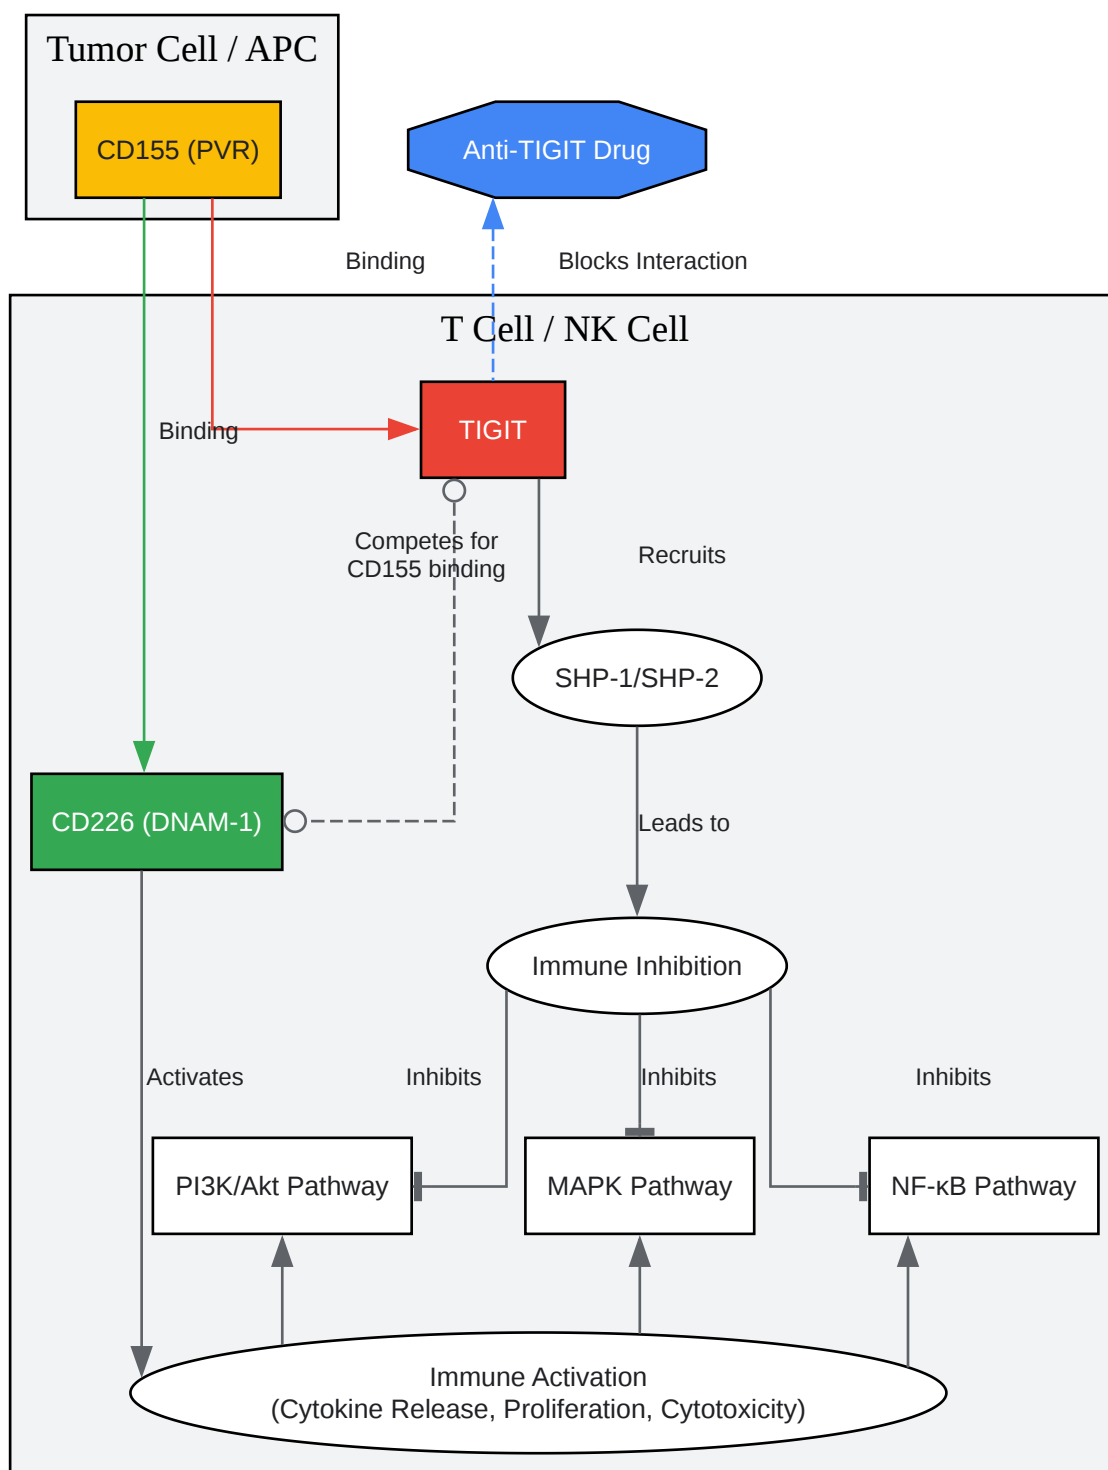 Tumor Cell / APC
CD155 (PVR)
Anti-TIGIT Drug
Binding
Blocks Interaction
T Cell / NK Cell
Binding
TIGIT
Competes for
CD155 binding
Recruits
SHP-1/SHP-2
CD226 (DNAM-1)
Leads to
Immune Inhibition
Activates
Inhibits
Inhibits
Inhibits
PI3K/Akt Pathway
MAPK Pathway
NF-κB Pathway
Immune Activation
(Cytokine Release, Proliferation, Cytotoxicity)